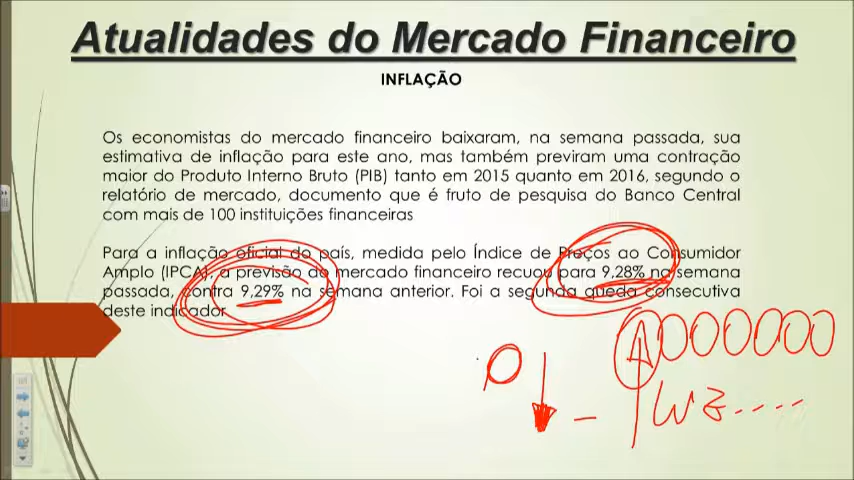 Atualidades do Mercado Financeiro
INFLAÇÃO
Os economistas do mercado financeiro baixaram, na semana passada, sua
estimativa de inflação para este ano, mas também previram uma contração
maior do Produto Interno Bruto (PIB) tanto em 2015 quanto em 2016, segundo o
relatório de mercado, documento que é fruto de pesquisa do Banco Central
com mais de 100 instituições financeiras
Para a inflação oficial do país, medida pelo Índice de Preços ao Consumidor
Amplo (IPCA), a previsão do mercado financeiro recuou para 9,28% na semana
passada, contra 9,29% na semana anterior. Foi a segunda queda consecutiva
deste indicador
A
luz....